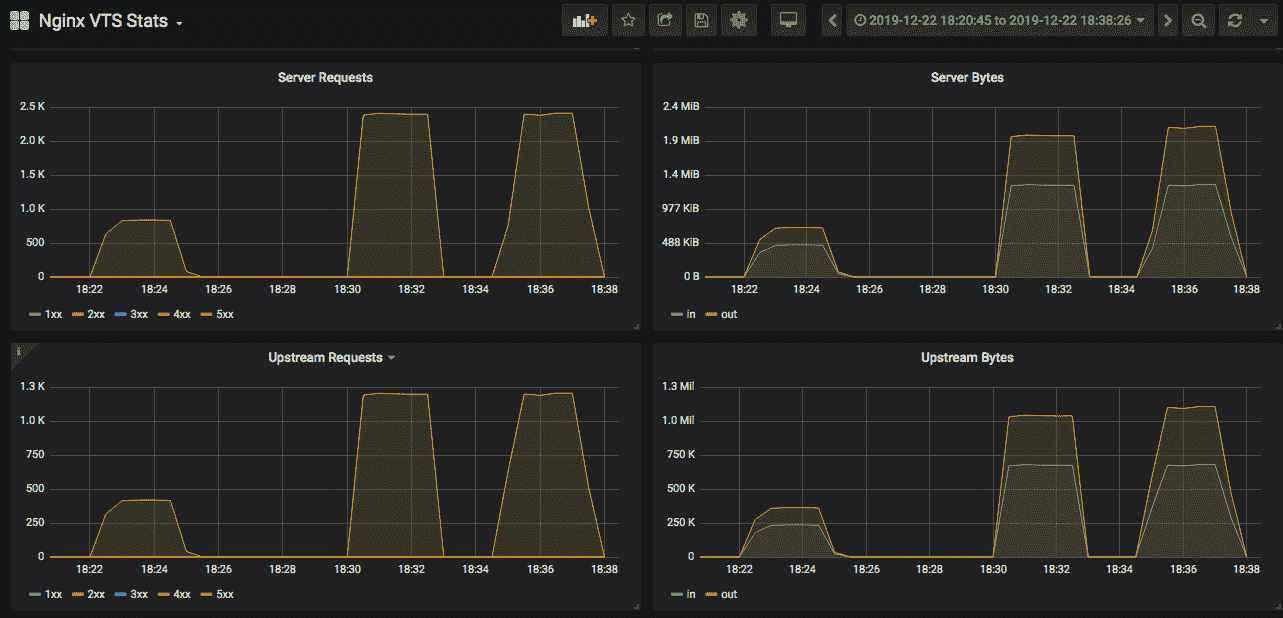 Nginx VTS Stats
2019-12-22 18:20:45 to 2019-12-22 18:38:26
Server Requests
2.5 K
2.0 K
1.5 K
1.0 K
500
0
18:22 18:24 18:26 18:28 18:30 18:32 18:34 18:36 18:38
1xx 2xx 3xx 4xx 5xx
Server Bytes
2.4 MiB
1.9 MiB
1.4 MiB
977 KiB
488 KiB
0 B
18:22 18:24 18:26 18:28 18:30 18:32 18:34 18:36 18:38
in out
i
Upstream Requests
1.3 K
1.0 K
750
500
250
0
18:22 18:24 18:26 18:28 18:30 18:32 18:34 18:36 18:38
1xx 2xx 3xx 4xx 5xx
Upstream Bytes
1.3 Mil
1.0 Mil
750 K
500 K
250 K
0
18:22 18:24 18:26 18:28 18:30 18:32 18:34 18:36 18:38
in out